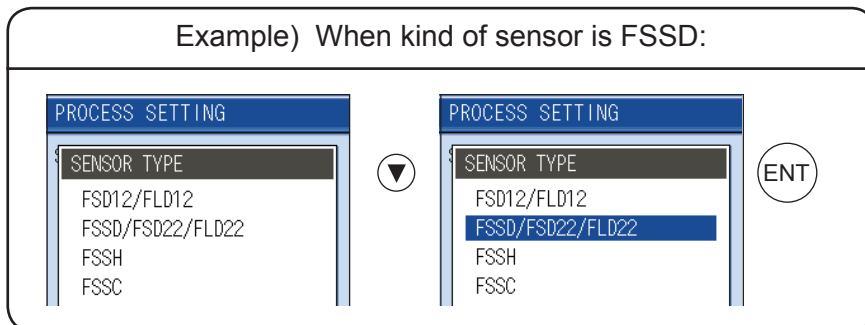 Example) When kind of sensor is FSSD:
PROCESS SETTING
SENSOR TYPE
FSD12/FLD12
FSSD/FSD22/FLD22
FSSH
FSSC
▼
PROCESS SETTING
SENSOR TYPE
FSD12/FLD12
FSSD/FSD22/FLD22
FSSH
FSSC
ENT